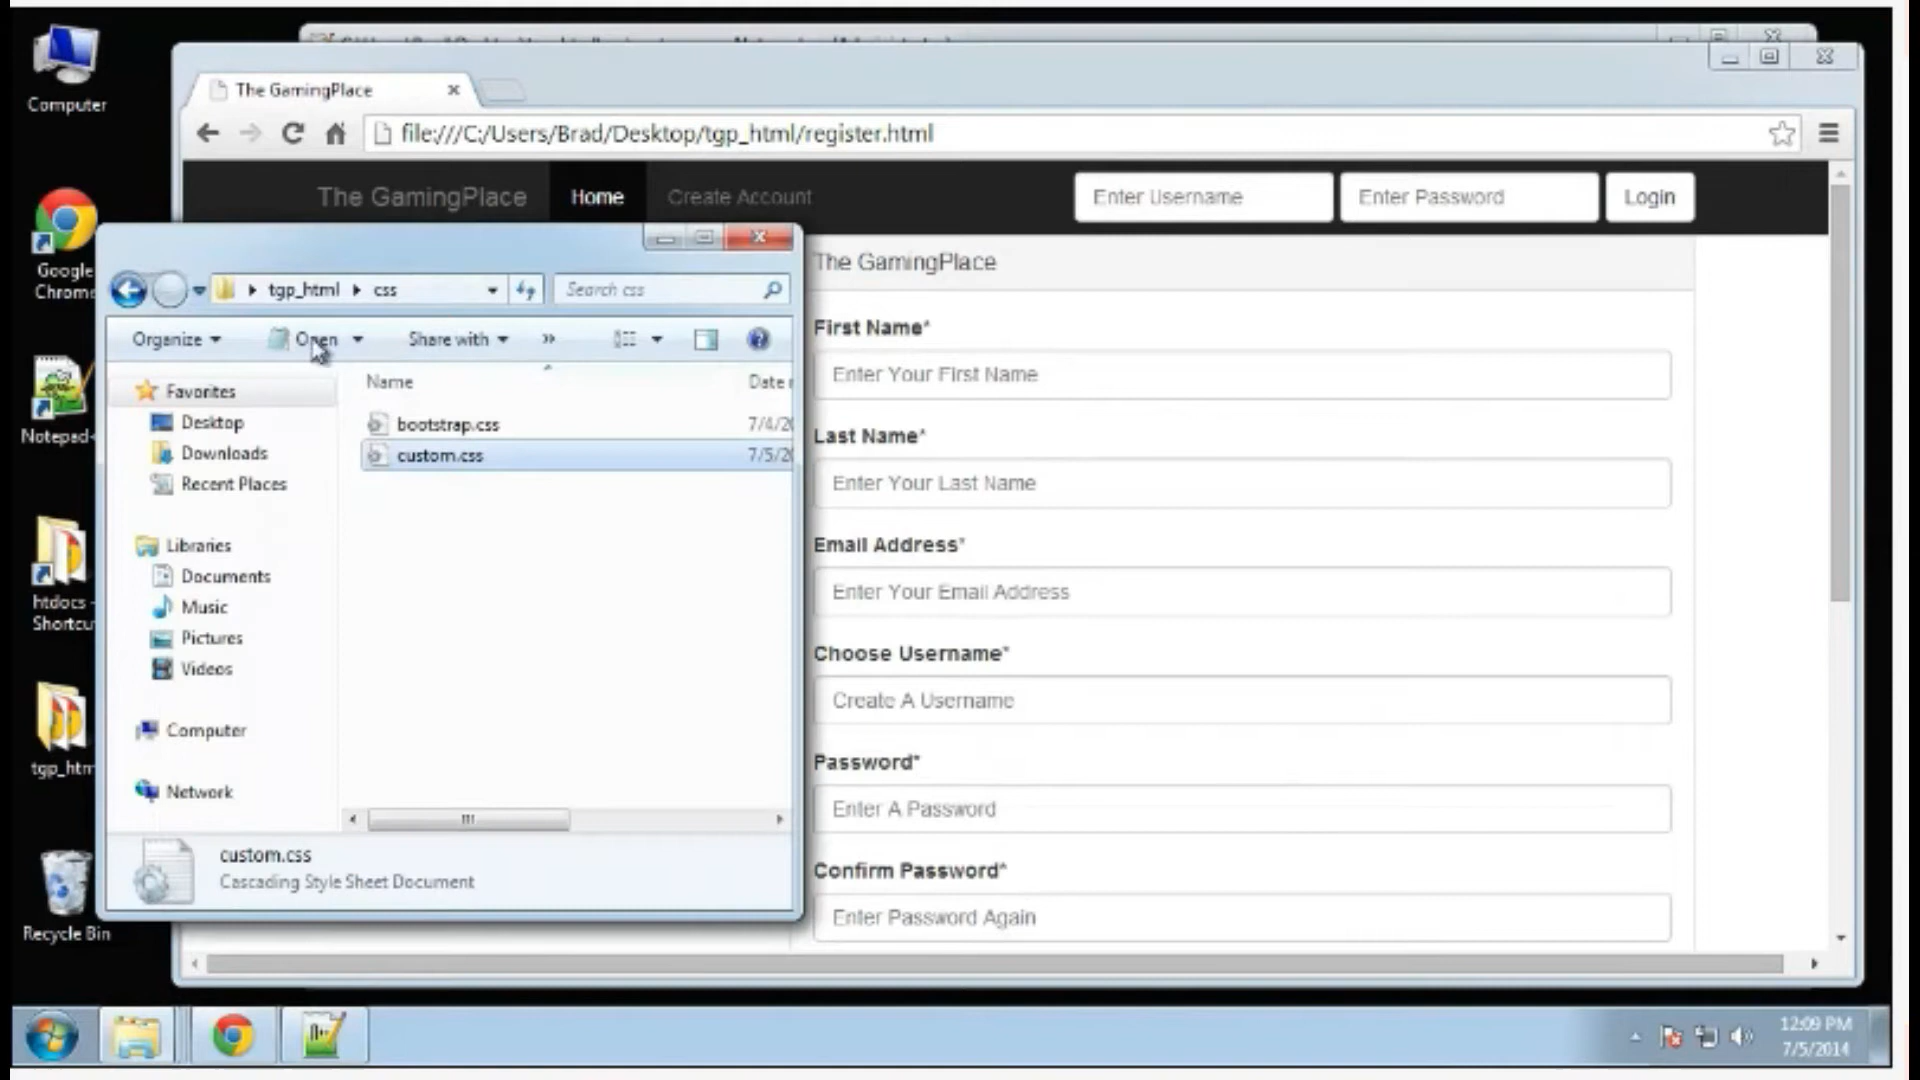 Computer
Google
Chrome
Notepad+
htdocs -
Shortcu
tgp_htm
Recycle Bin
The GamingPlace
file:///C:/Users/Brad/Desktop/tgp_html/register.html
The GamingPlace
Home
Create Account
Enter Username
Enter Password
Login
tgp_html
css
Search css
Organize
Open
Share with
»
Name
Date
bootstrap.css
7/4/20
custom.css
7/5/20
Favorites
Desktop
Downloads
Recent Places
Libraries
Documents
Music
Pictures
Videos
Computer
Network
custom.css
Cascading Style Sheet Document
The GamingPlace
First Name*
Enter Your First Name
Last Name*
Enter Your Last Name
Email Address*
Enter Your Email Address
Choose Username*
Create A Username
Password*
Enter A Password
Confirm Password*
Enter Password Again
12:09 PM
7/5/2014